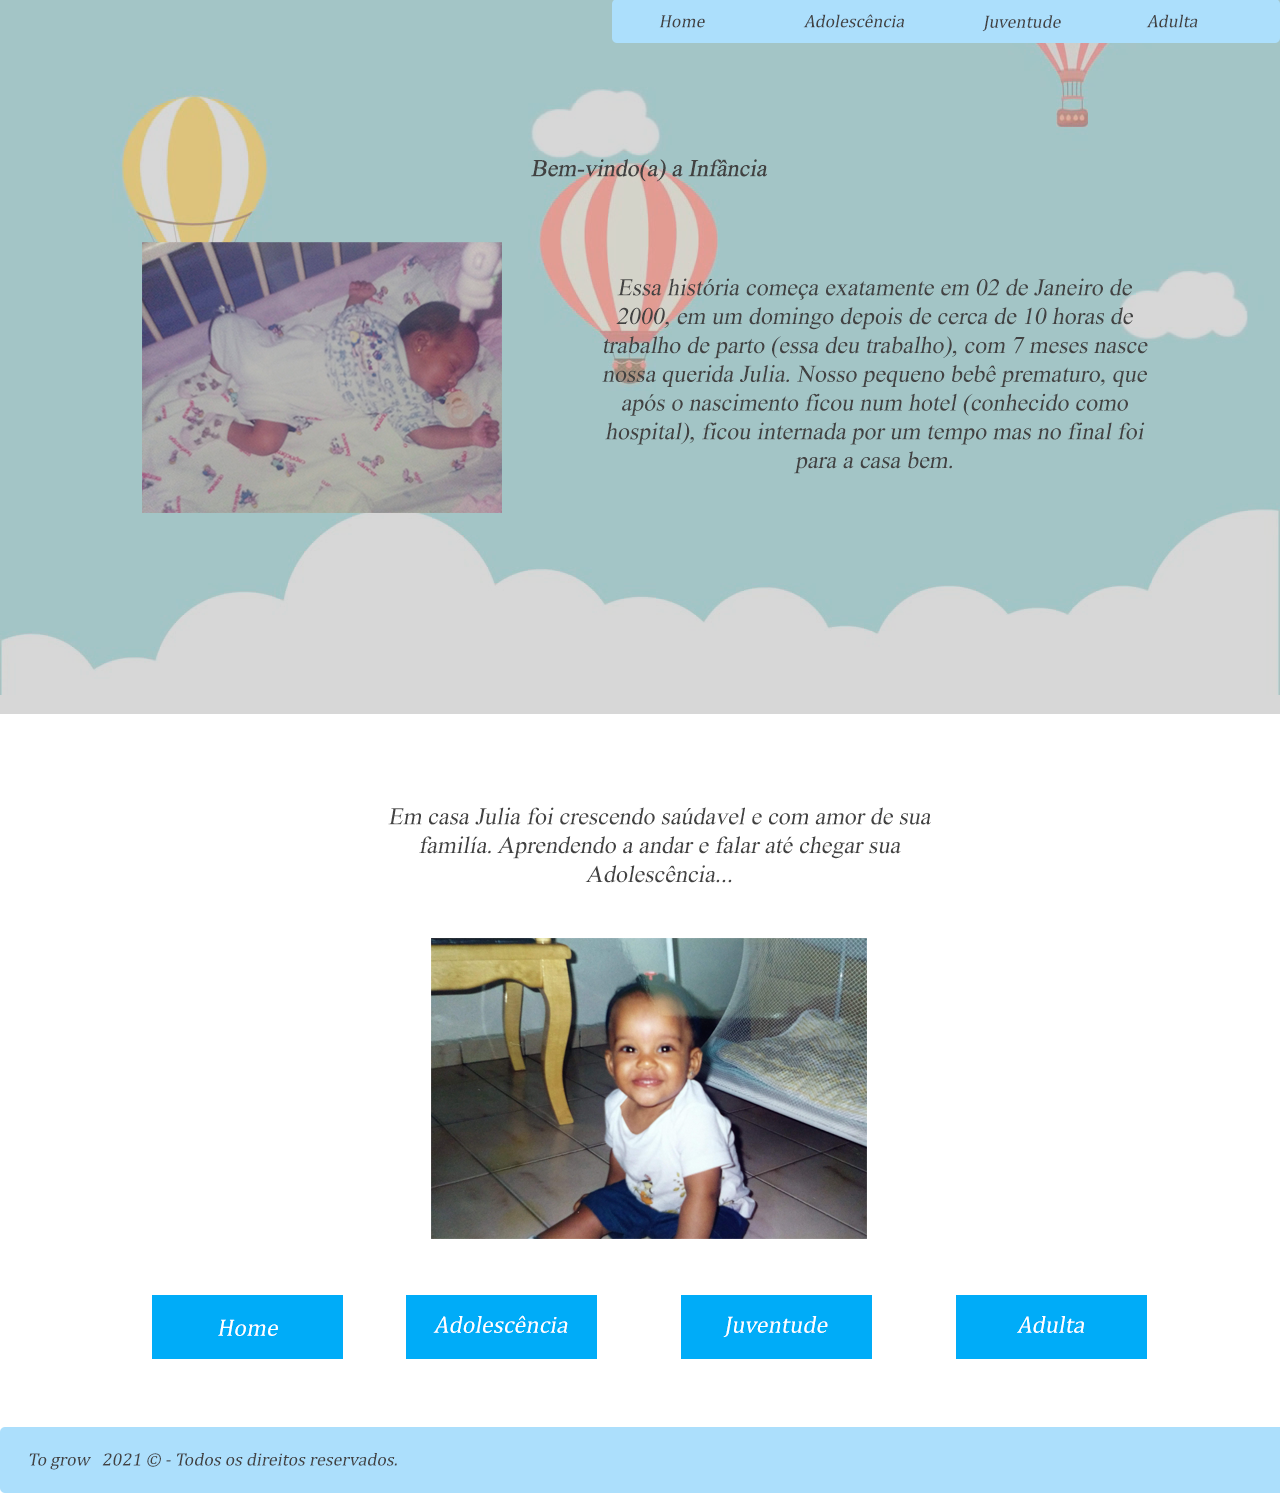 Home Adolescência Juventude Adulta
Bem-vindo(a) a Infância
Essa história começa exatamente em 02 de Janeiro de
2000, em um domingo depois de cerca de 10 horas de
trabalho de parto (essa deu trabalho), com 7 meses nasce
nossa querida Julia. Nosso pequeno bebê prematuro, que
após o nascimento ficou num hotel (conhecido como
hospital), ficou internada por um tempo mas no final foi
para a casa bem.
Em casa Julia foi crescendo saúdavel e com amor de sua
familía. Aprendendo a andar e falar até chegar sua
Adolescência...
Home Adolescência Juventude Adulta
To grow 2021 © - Todos os direitos reservados.